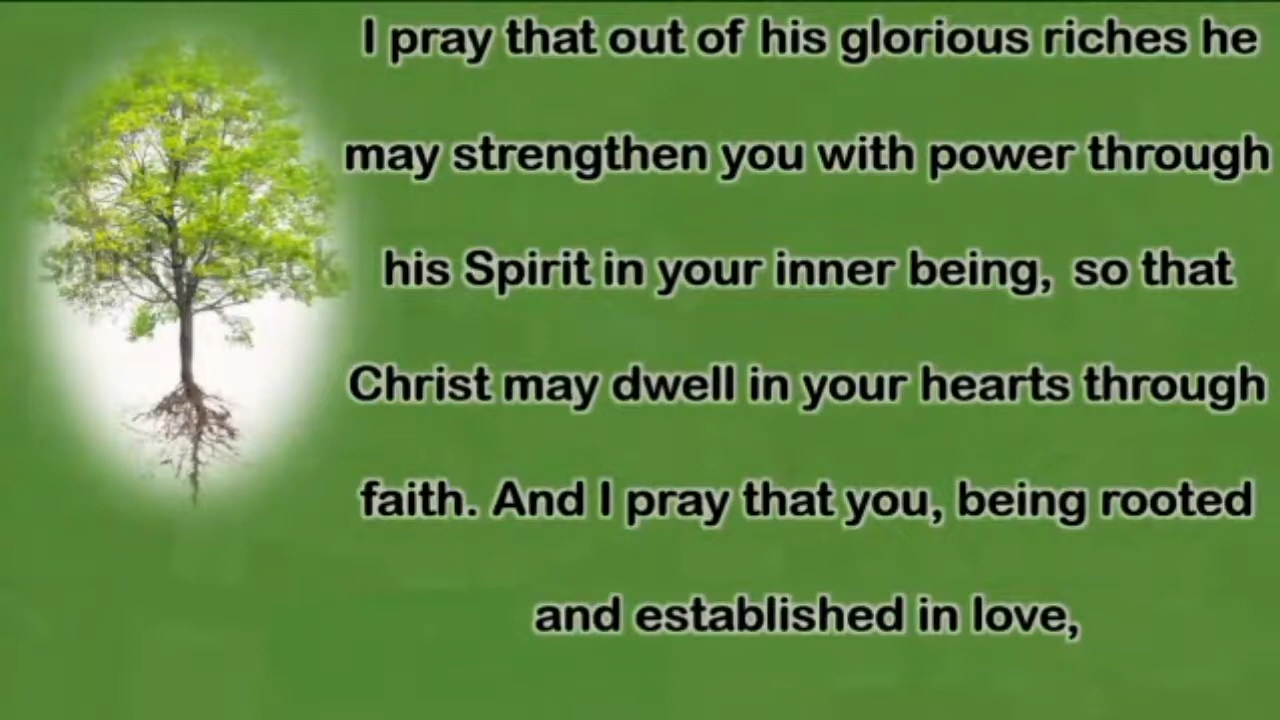 I pray that out of his glorious riches he
may strengthen you with power through
his Spirit in your inner being, so that
Christ may dwell in your hearts through
faith. And I pray that you, being rooted
and established in love,